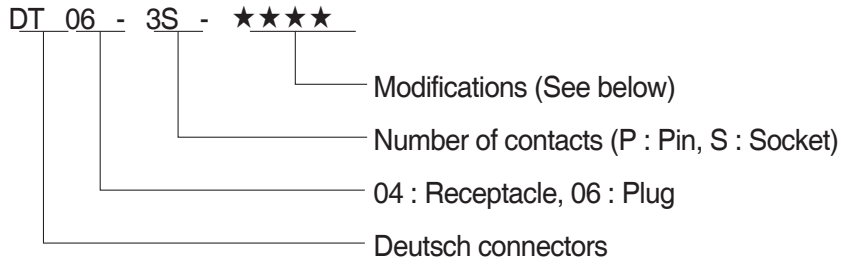 DT 06 - 3S - ★★★★
Modifications (See below)
Number of contacts (P : Pin, S : Socket)
04 : Receptacle, 06 : Plug
Deutsch connectors